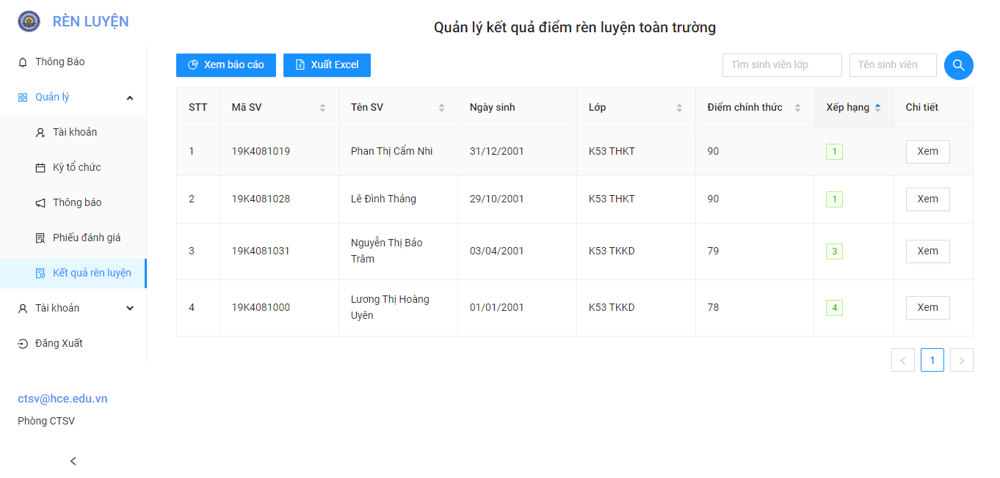 RÈN LUYỆN
Thông Báo
Quản lý
Tài khoản
Kỳ tổ chức
Thông báo
Phiếu đánh giá
Kết quả rèn luyện
Tài khoản
Đăng Xuất
ctsv@hce.edu.vn
Phòng CTSV
Quản lý kết quả điểm rèn luyện toàn trường
Xem báo cáo Xuất Excel Tìm sinh viên lớp Tên sinh viên
STT Mã SV Tên SV Ngày sinh Lớp Điểm chính thức Xếp hạng Chi tiết
1 19K4081019 Phan Thị Cẩm Nhi 31/12/2001 K53 THKT 90 1 Xem
2 19K4081028 Lê Đình Thảng 29/10/2001 K53 THKT 90 1 Xem
3 19K4081031 Nguyễn Thị Bảo 03/04/2001 K53 TKKD 79 3 Xem
Trâm
4 19K4081000 Lương Thị Hoàng 01/01/2001 K53 TKKD 78 4 Xem
Uyên
< 1 >